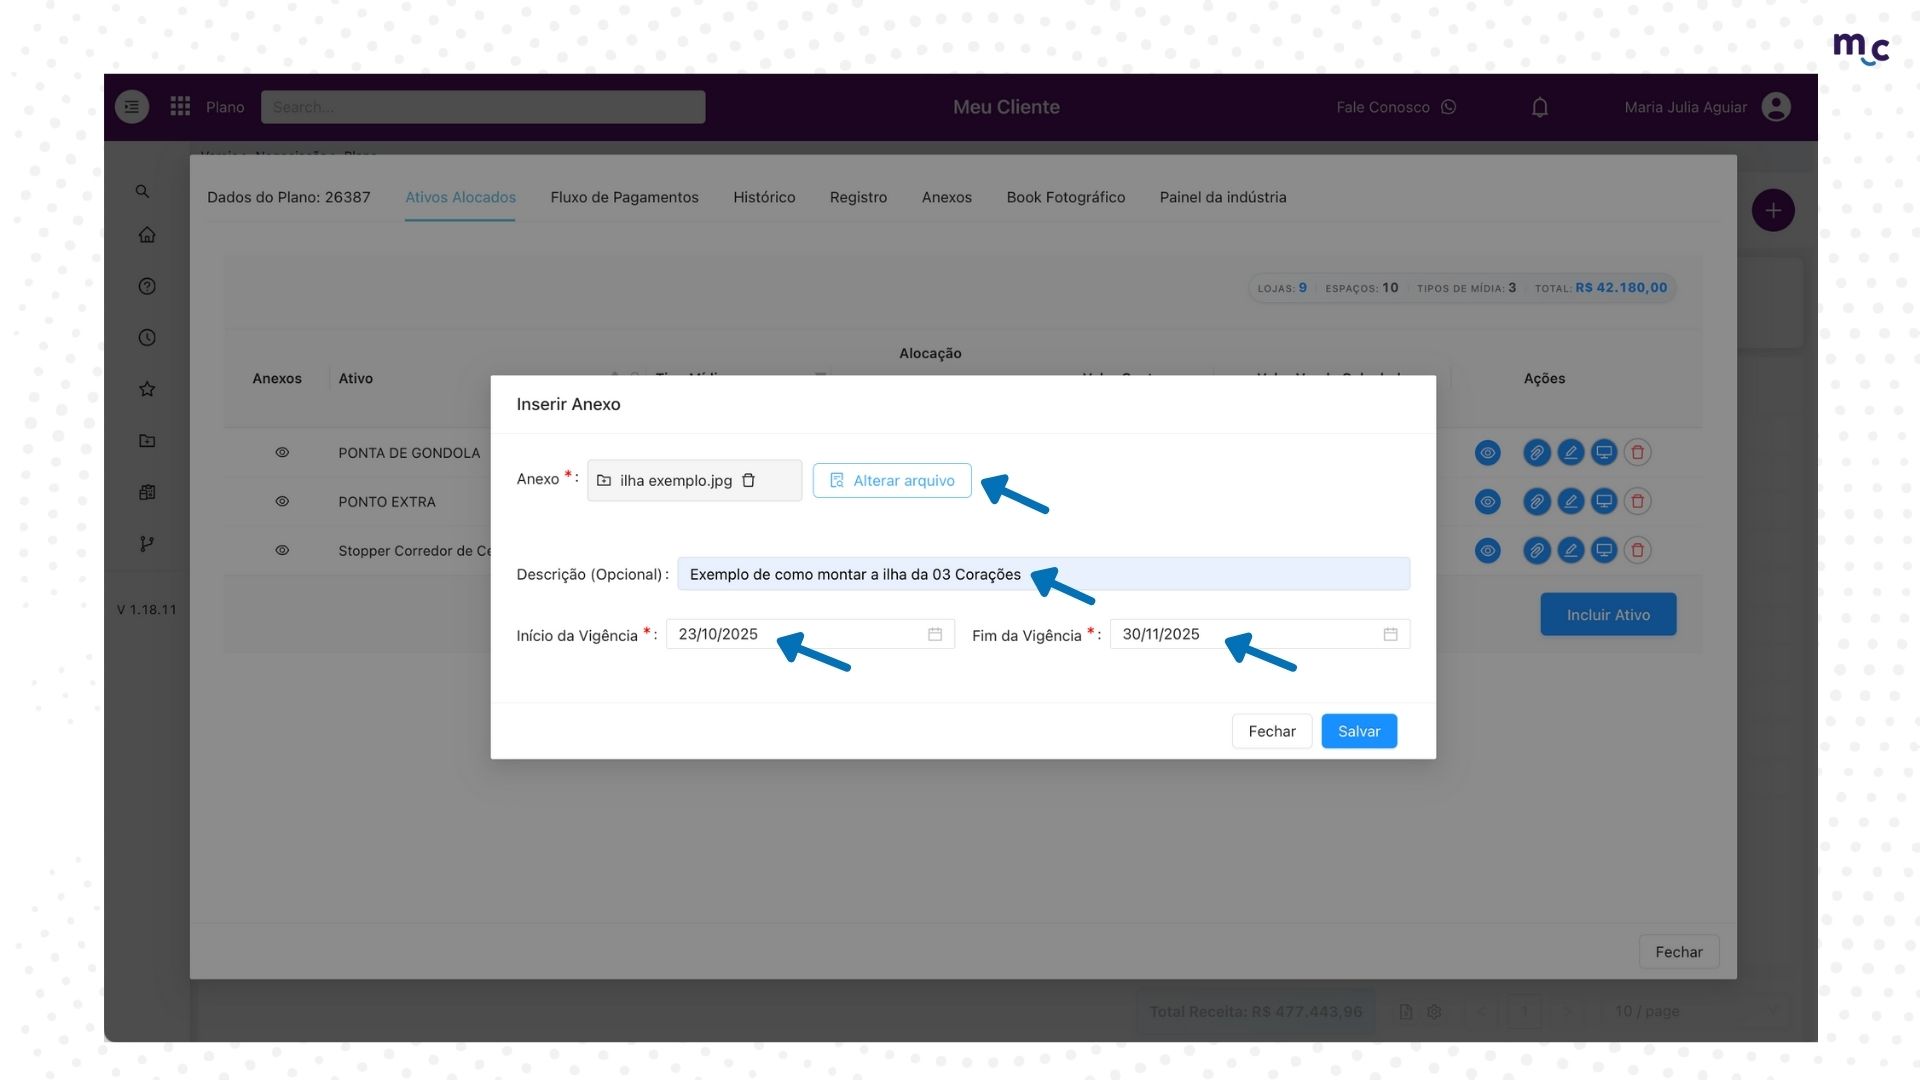 mc
Plano
Search...
Meu Cliente
Fale Conosco
Maria Julia Aguiar
Dados do Plano: 26387
Ativos Alocados
Fluxo de Pagamentos
Histórico
Registro
Anexos
Book Fotográfico
Painel da indústria
LOJAS: 9
ESPAÇOS: 10
TIPOS DE MÍDIA: 3
TOTAL: R$ 42.180,00
Alocação
Anexos
Ativo
Ações
PONTA DE GONDOLA
PONTO EXTRA
Stopper Corredor de Ce
Inserir Anexo
Anexo *:
ilha exemplo.jpg
Alterar arquivo
Descrição (Opcional):
Exemplo de como montar a ilha da 03 Corações
Início da Vigência *:
23/10/2025
Fim da Vigência *:
30/11/2025
Fechar
Salvar
Incluir Ativo
V 1.18.11
Fechar
Total Receita: R$ 477.443,96
1
10 / page